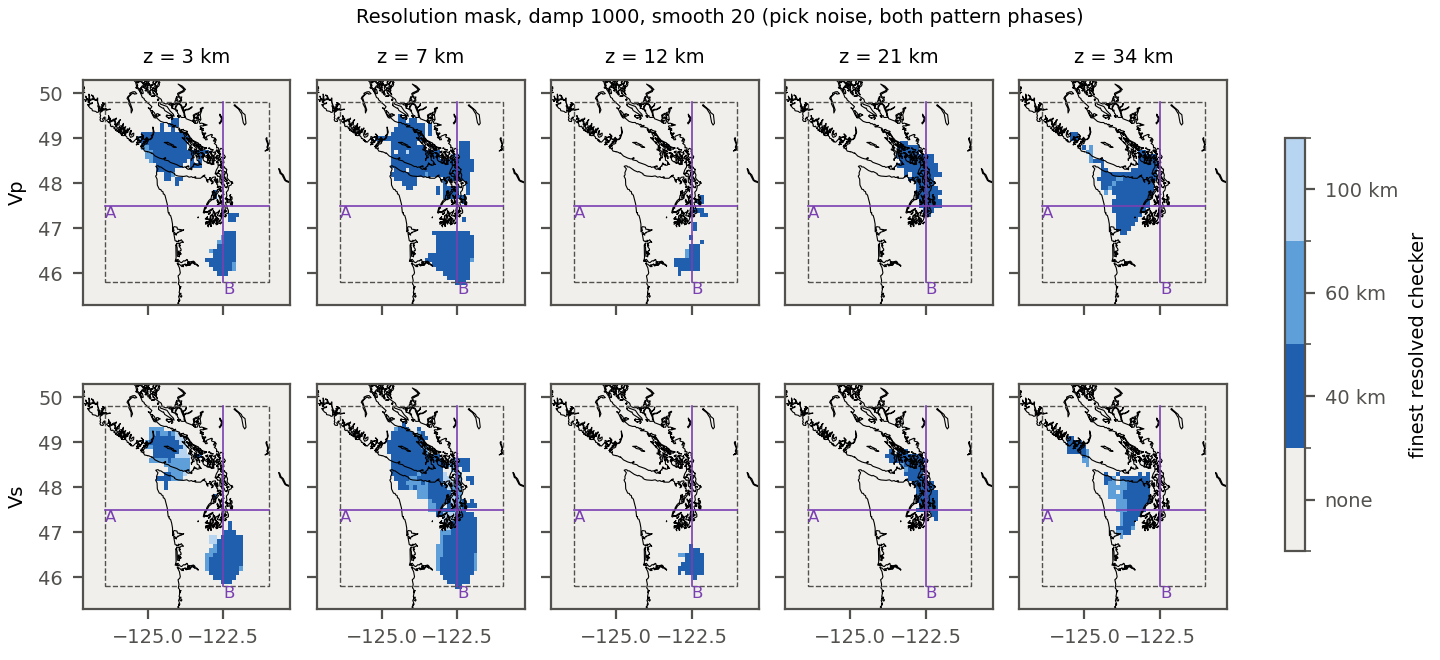 Resolution mask, damp 1000, smooth 20 (pick noise, both pattern phases)
z = 3 km
z = 7 km
z = 12 km
z = 21 km
z = 34 km
Vp
50
49
48
47
46
A
B
A
B
A
B
A
B
A
B
Vs
50
49
48
47
46
A
B
A
B
A
B
A
B
A
B
−125.0
−122.5
−125.0
−122.5
−125.0
−122.5
−125.0
−122.5
−125.0
−122.5
100 km
60 km
40 km
none
finest resolved checker